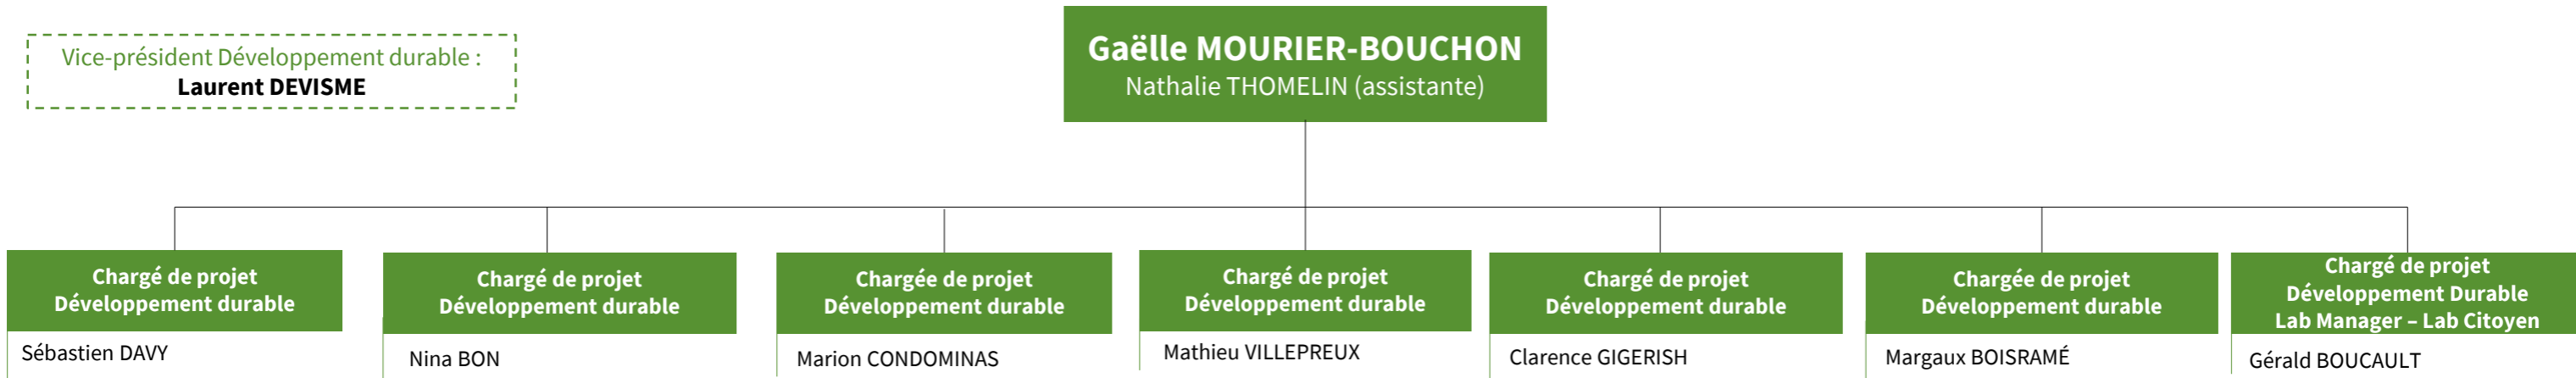 Vice-président Développement durable :
Laurent DEVISME
Gaëlle MOURIER-BOUCHON
Nathalie THOMELIN (assistante)
Chargé de projet
Développement durable
Sébastien DAVY
Chargé de projet
Développement durable
Nina BON
Chargée de projet
Développement durable
Marion CONDOMINAS
Chargé de projet
Développement durable
Mathieu VILLEPREUX
Chargé de projet
Développement durable
Clarence GIGERISH
Chargée de projet
Développement durable
Margaux BOISRAMÉ
Chargé de projet
Développement Durable
Lab Manager – Lab Citoyen
Gérald BOUCAULT